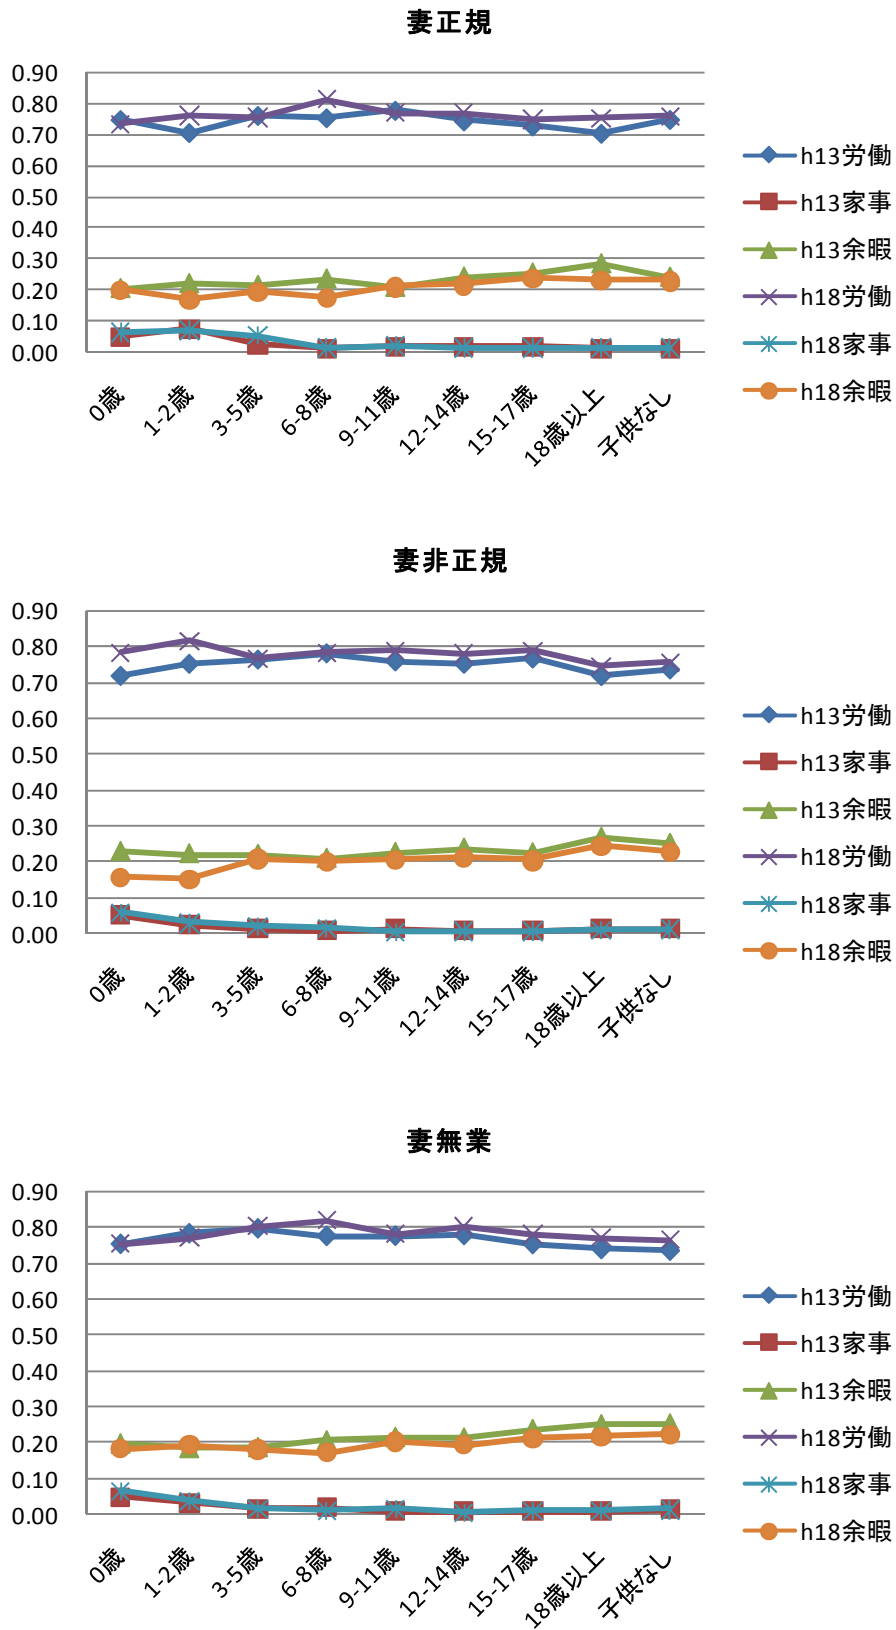 妻正規
0.90
0.80
0.70
0.60
0.50
0.40
0.30
0.20
0.10
0.00
0歳
1-2歳
3-5歳
6-8歳
9-11歳
12-14歳
15-17歳
18歳以上
子供なし
h13労働
h13家事
h13余暇
h18労働
h18家事
h18余暇
妻非正規
0.90
0.80
0.70
0.60
0.50
0.40
0.30
0.20
0.10
0.00
0歳
1-2歳
3-5歳
6-8歳
9-11歳
12-14歳
15-17歳
18歳以上
子供なし
h13労働
h13家事
h13余暇
h18労働
h18家事
h18余暇
妻無業
0.90
0.80
0.70
0.60
0.50
0.40
0.30
0.20
0.10
0.00
0歳
1-2歳
3-5歳
6-8歳
9-11歳
12-14歳
15-17歳
18歳以上
子供なし
h13労働
h13家事
h13余暇
h18労働
h18家事
h18余暇